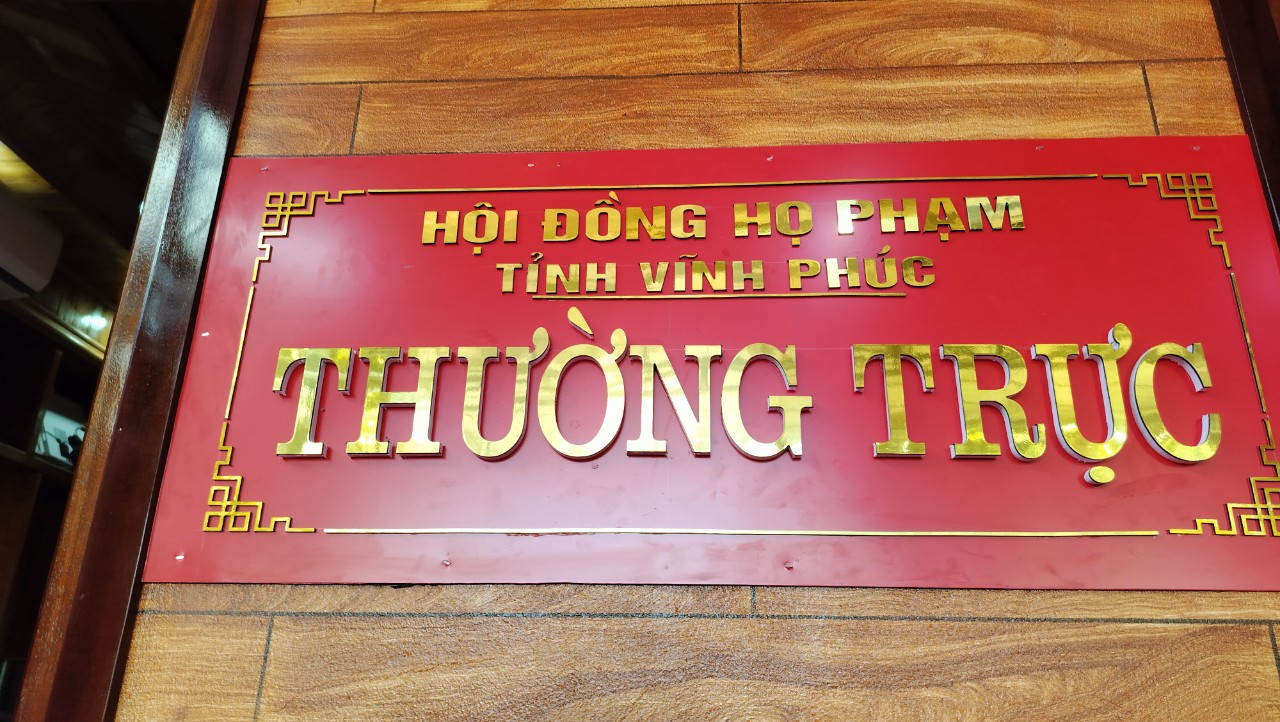 HỘI ĐỒNG HỌ PHẠM
TỈNH VĨNH PHÚC
THƯỜNG TRỰC